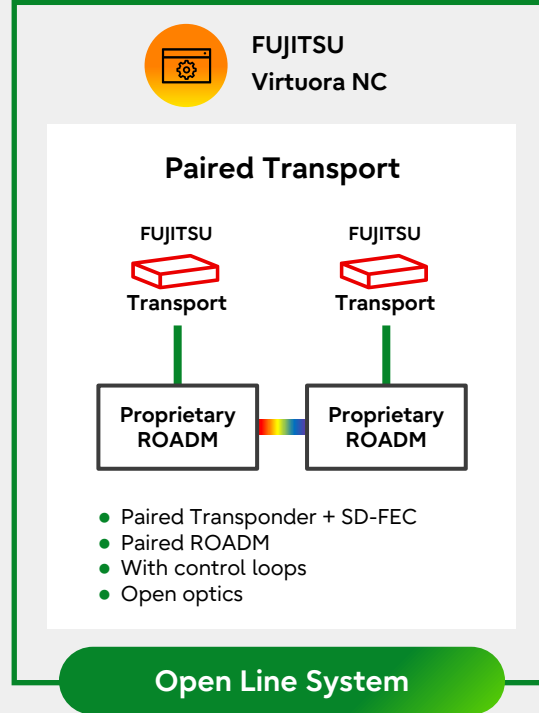 FUJITSU
Virtuora NC
Paired Transport
FUJITSU
Transport
FUJITSU
Transport
Proprietary
ROADM
Proprietary
ROADM
Paired Transponder + SD-FEC
Paired ROADM
With control loops
Open optics
Open Line System